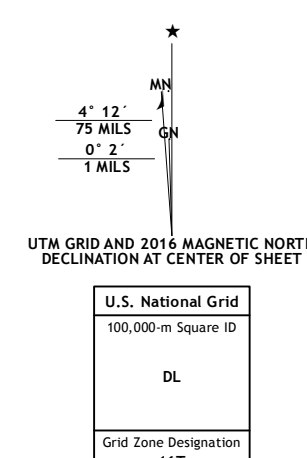 ★
MN
4° 12´
75 MILS
GN
0° 2´
1 MILS
UTM GRID AND 2016 MAGNETIC NORTH
DECLINATION AT CENTER OF SHEET
U.S. National Grid
100,000-m Square ID
DL
Grid Zone Designation